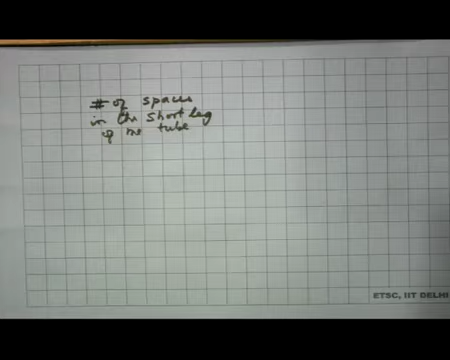 # of spaces
in the short leg
of the tube
ETSC, IIT DELHI